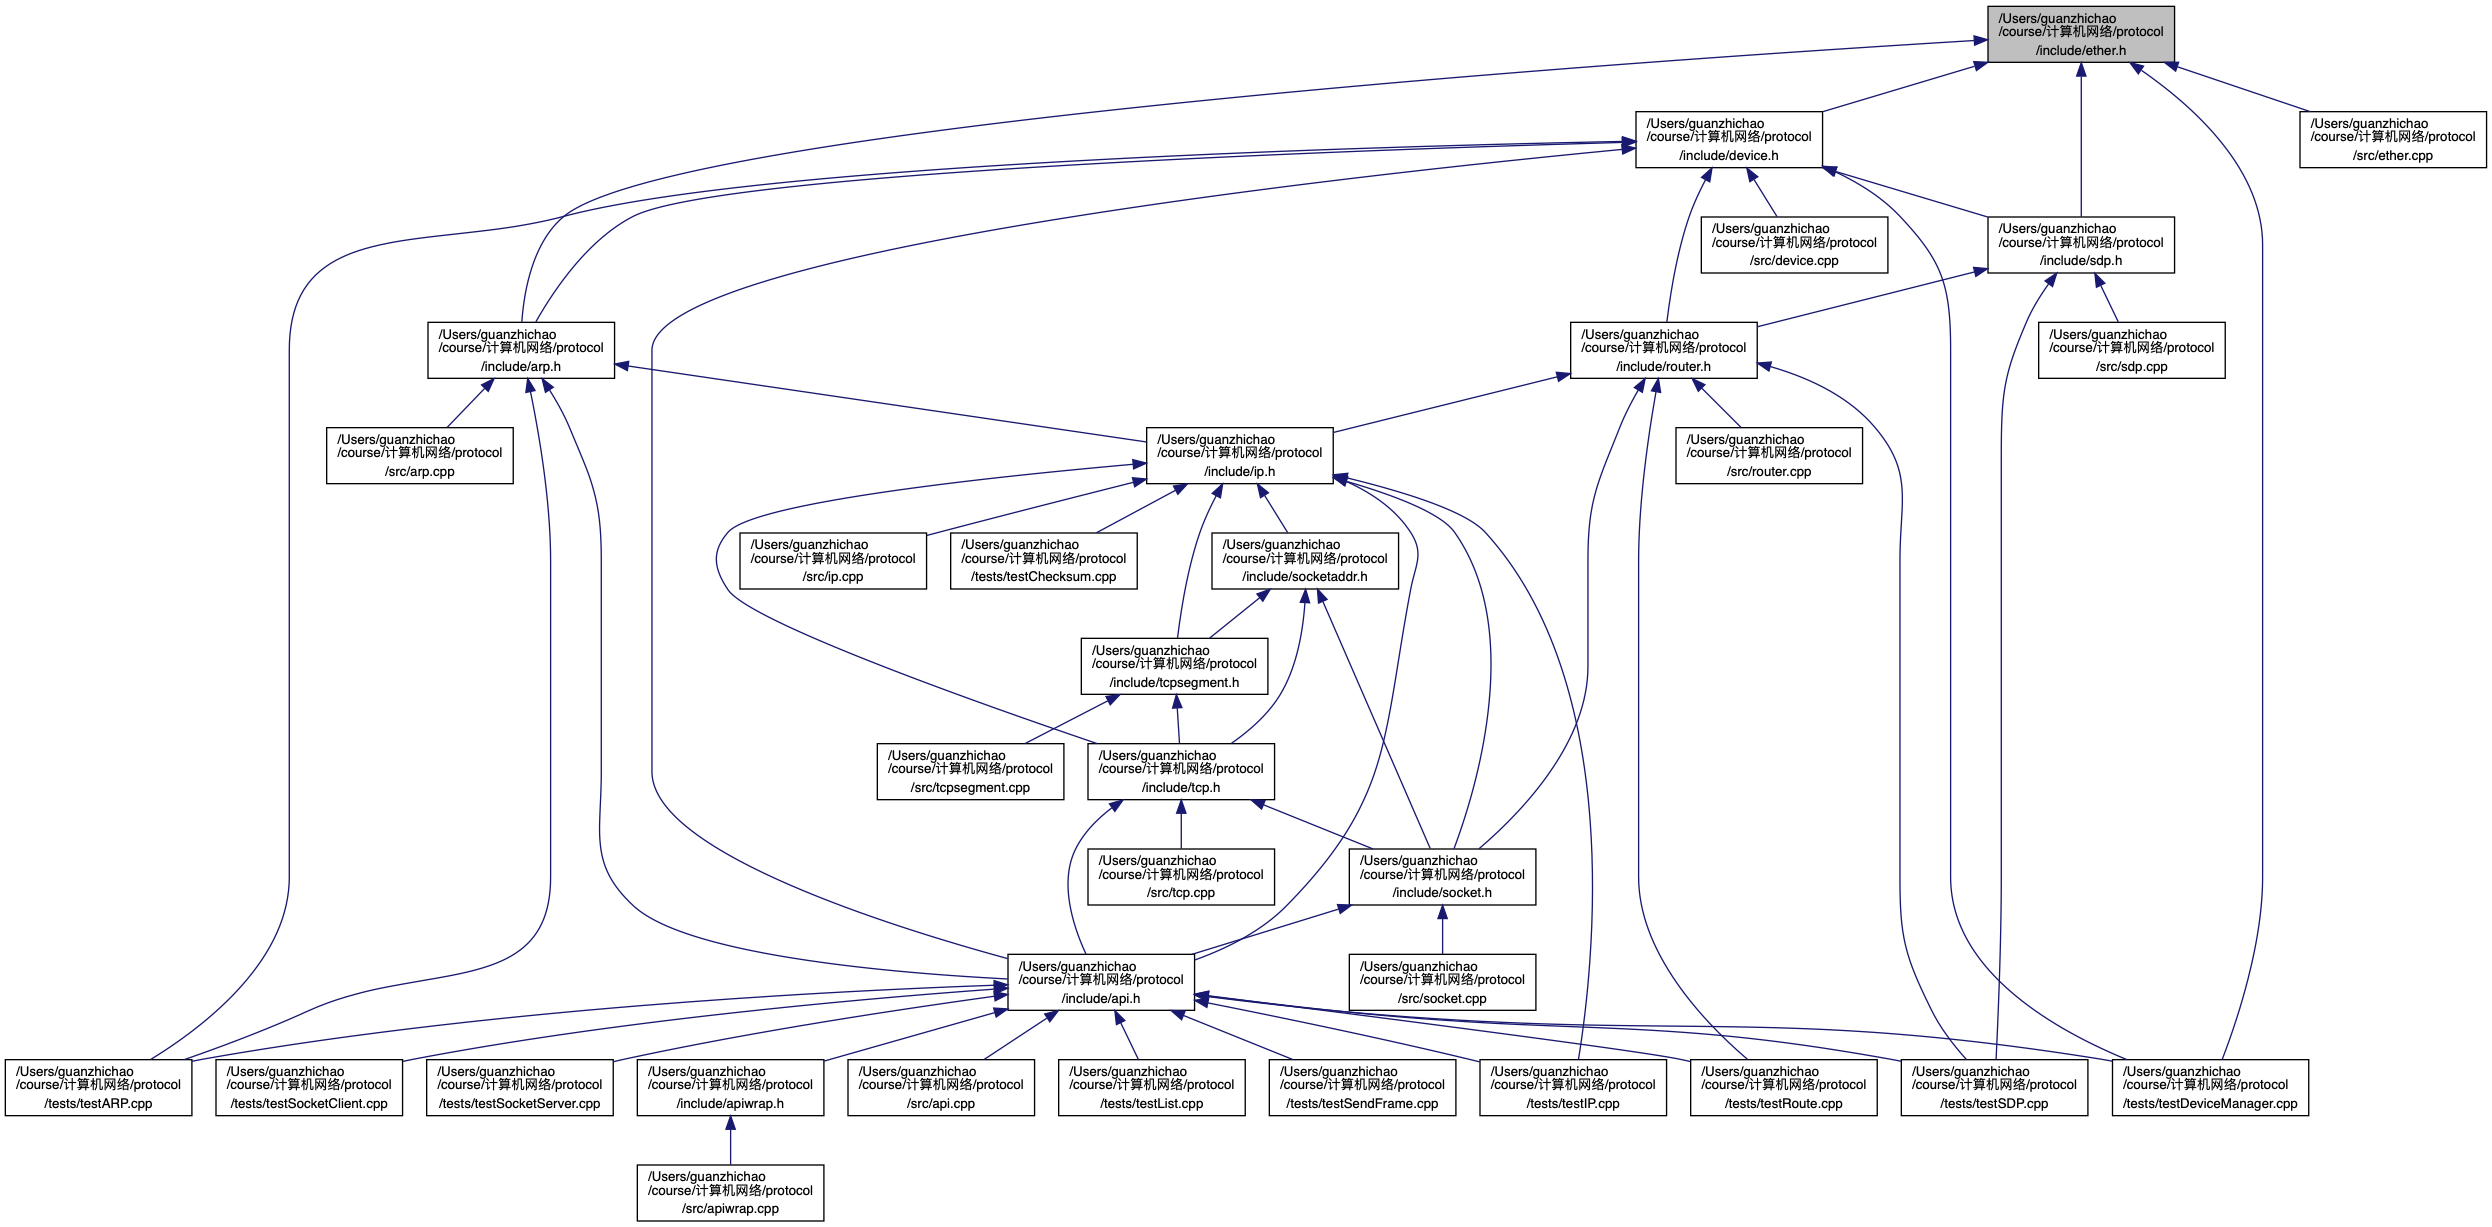 /Users/guanzhichao
/course/计算机网络/protocol
/include/ether.h
/Users/guanzhichao
/course/计算机网络/protocol
/include/device.h
/Users/guanzhichao
/course/计算机网络/protocol
/src/ether.cpp
/Users/guanzhichao
/course/计算机网络/protocol
/src/device.cpp
/Users/guanzhichao
/course/计算机网络/protocol
/include/sdp.h
/Users/guanzhichao
/course/计算机网络/protocol
/include/arp.h
/Users/guanzhichao
/course/计算机网络/protocol
/include/router.h
/Users/guanzhichao
/course/计算机网络/protocol
/src/sdp.cpp
/Users/guanzhichao
/course/计算机网络/protocol
/src/arp.cpp
/Users/guanzhichao
/course/计算机网络/protocol
/include/ip.h
/Users/guanzhichao
/course/计算机网络/protocol
/src/router.cpp
/Users/guanzhichao
/course/计算机网络/protocol
/src/ip.cpp
/Users/guanzhichao
/course/计算机网络/protocol
/tests/testChecksum.cpp
/Users/guanzhichao
/course/计算机网络/protocol
/include/socketaddr.h
/Users/guanzhichao
/course/计算机网络/protocol
/include/tcpsegment.h
/Users/guanzhichao
/course/计算机网络/protocol
/src/tcpsegment.cpp
/Users/guanzhichao
/course/计算机网络/protocol
/include/tcp.h
/Users/guanzhichao
/course/计算机网络/protocol
/src/tcp.cpp
/Users/guanzhichao
/course/计算机网络/protocol
/include/socket.h
/Users/guanzhichao
/course/计算机网络/protocol
/include/api.h
/Users/guanzhichao
/course/计算机网络/protocol
/src/socket.cpp
/Users/guanzhichao
/course/计算机网络/protocol
/tests/testARP.cpp
/Users/guanzhichao
/course/计算机网络/protocol
/tests/testSocketClient.cpp
/Users/guanzhichao
/course/计算机网络/protocol
/tests/testSocketServer.cpp
/Users/guanzhichao
/course/计算机网络/protocol
/include/apiwrap.h
/Users/guanzhichao
/course/计算机网络/protocol
/src/api.cpp
/Users/guanzhichao
/course/计算机网络/protocol
/tests/testList.cpp
/Users/guanzhichao
/course/计算机网络/protocol
/tests/testSendFrame.cpp
/Users/guanzhichao
/course/计算机网络/protocol
/tests/testIP.cpp
/Users/guanzhichao
/course/计算机网络/protocol
/tests/testRoute.cpp
/Users/guanzhichao
/course/计算机网络/protocol
/tests/testSDP.cpp
/Users/guanzhichao
/course/计算机网络/protocol
/tests/testDeviceManager.cpp
/Users/guanzhichao
/course/计算机网络/protocol
/src/apiwrap.cpp